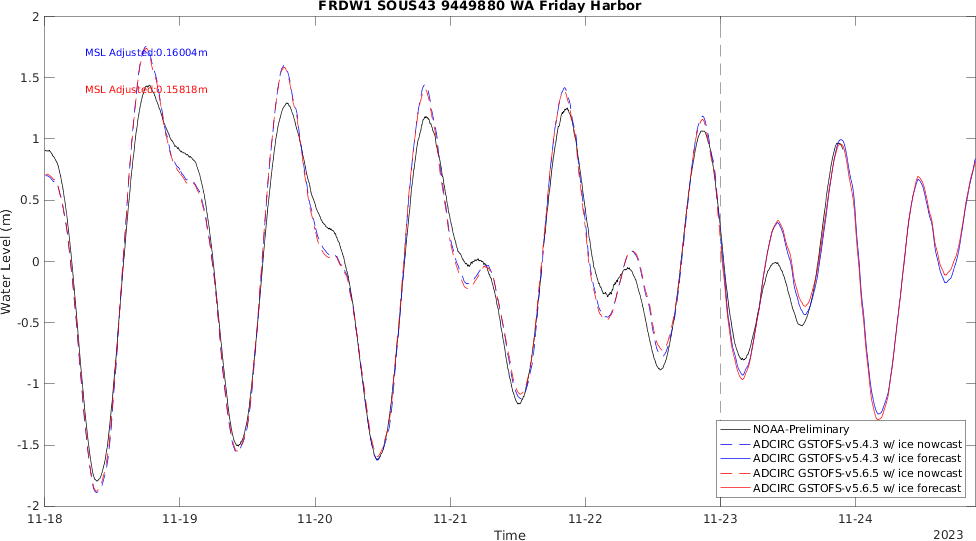 FRDW1 SOUS43 9449880 WA Friday Harbor
2
1.5
1
0.5
0
-0.5
-1
-1.5
-2
Water Level (m)
MSL Adjusted:0.16004m
MSL Adjusted:0.15818m
NOAA-Preliminary
ADCIRC GSTOFS-v5.4.3 w/ ice nowcast
ADCIRC GSTOFS-v5.4.3 w/ ice forecast
ADCIRC GSTOFS-v5.6.5 w/ ice nowcast
ADCIRC GSTOFS-v5.6.5 w/ ice forecast
11-18 11-19 11-20 11-21 11-22 11-23 11-24
Time
2023